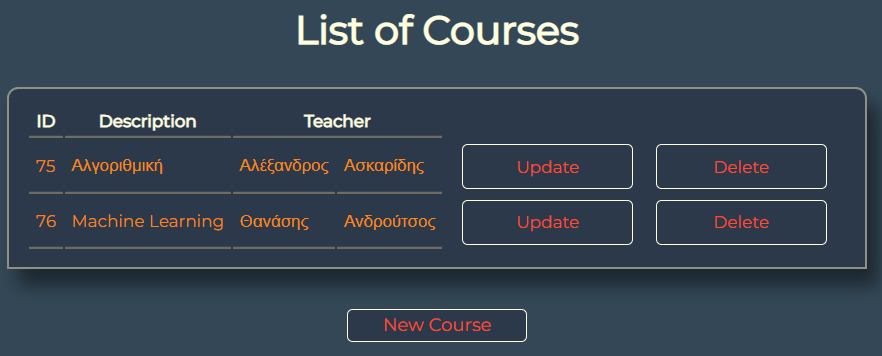 List of Courses
ID Description Teacher
75 Αλγοριθμική Αλέξανδρος Ασκαρίδης Update Delete
76 Machine Learning Θανάσης Ανδρούτσος Update Delete
New Course